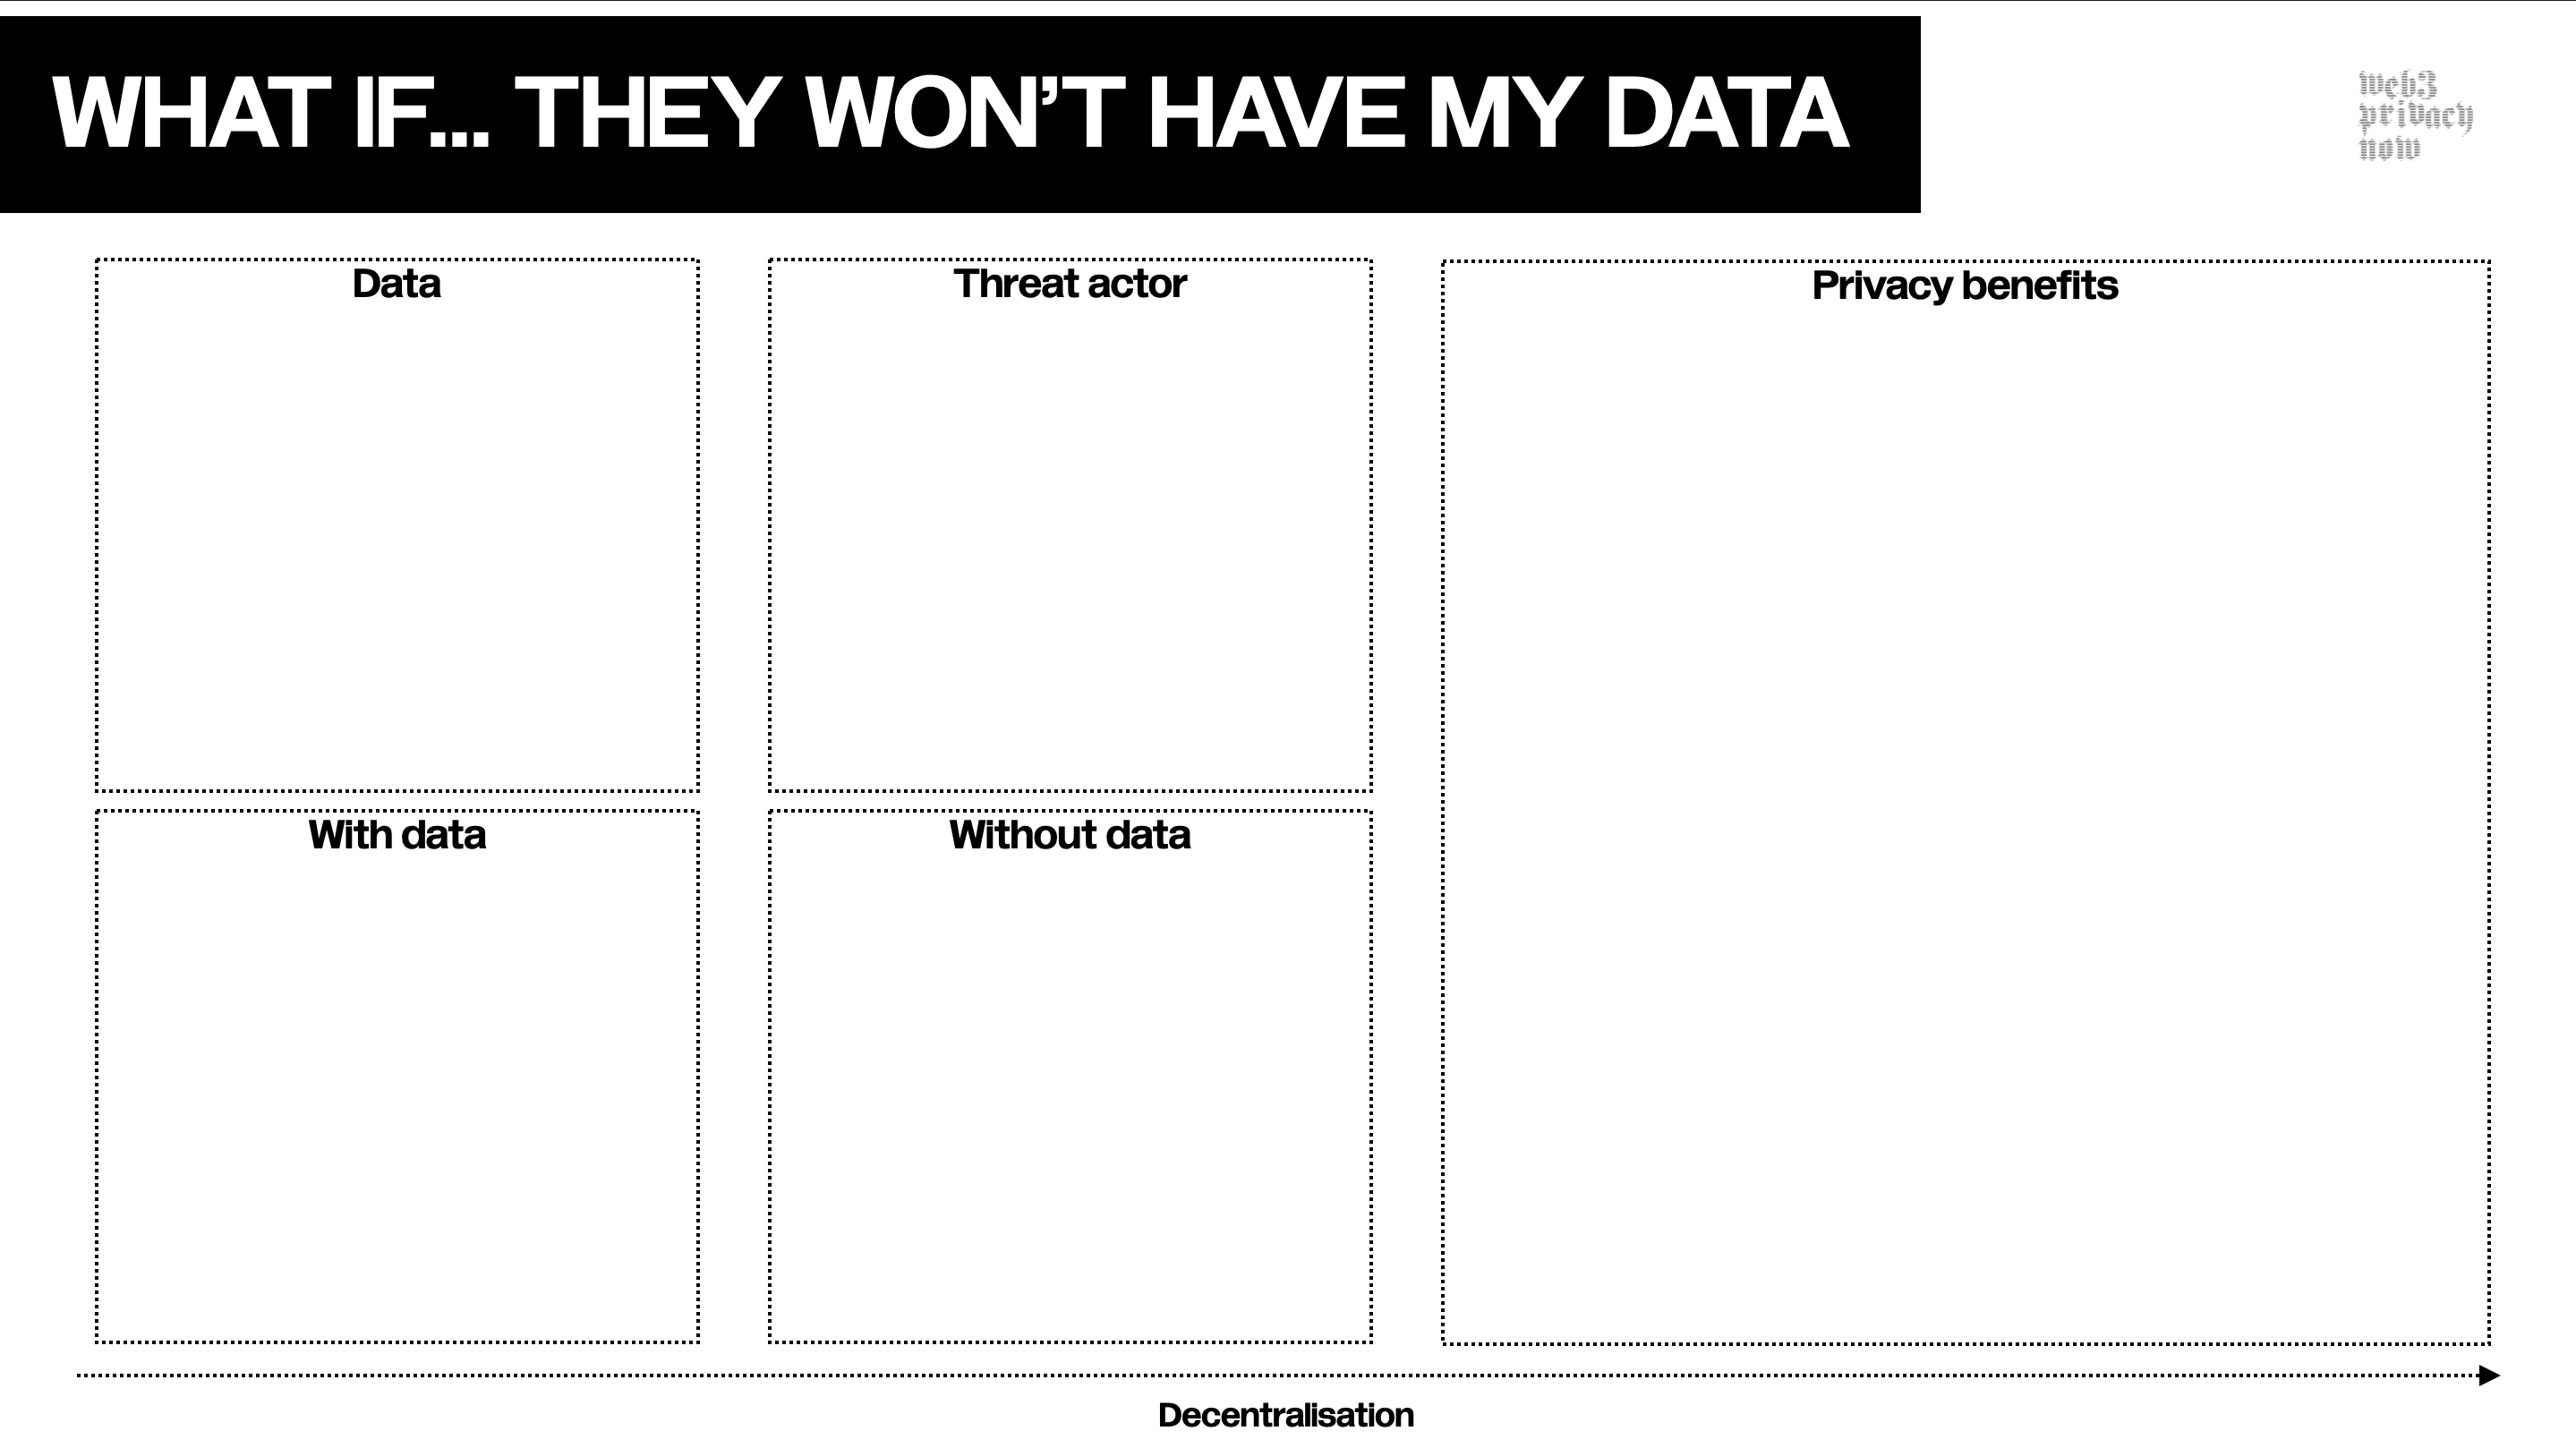 WHAT IF... THEY WON’T HAVE MY DATA
web3
privacy
now
Data
Threat actor
Privacy benefits
With data
Without data
Decentralisation